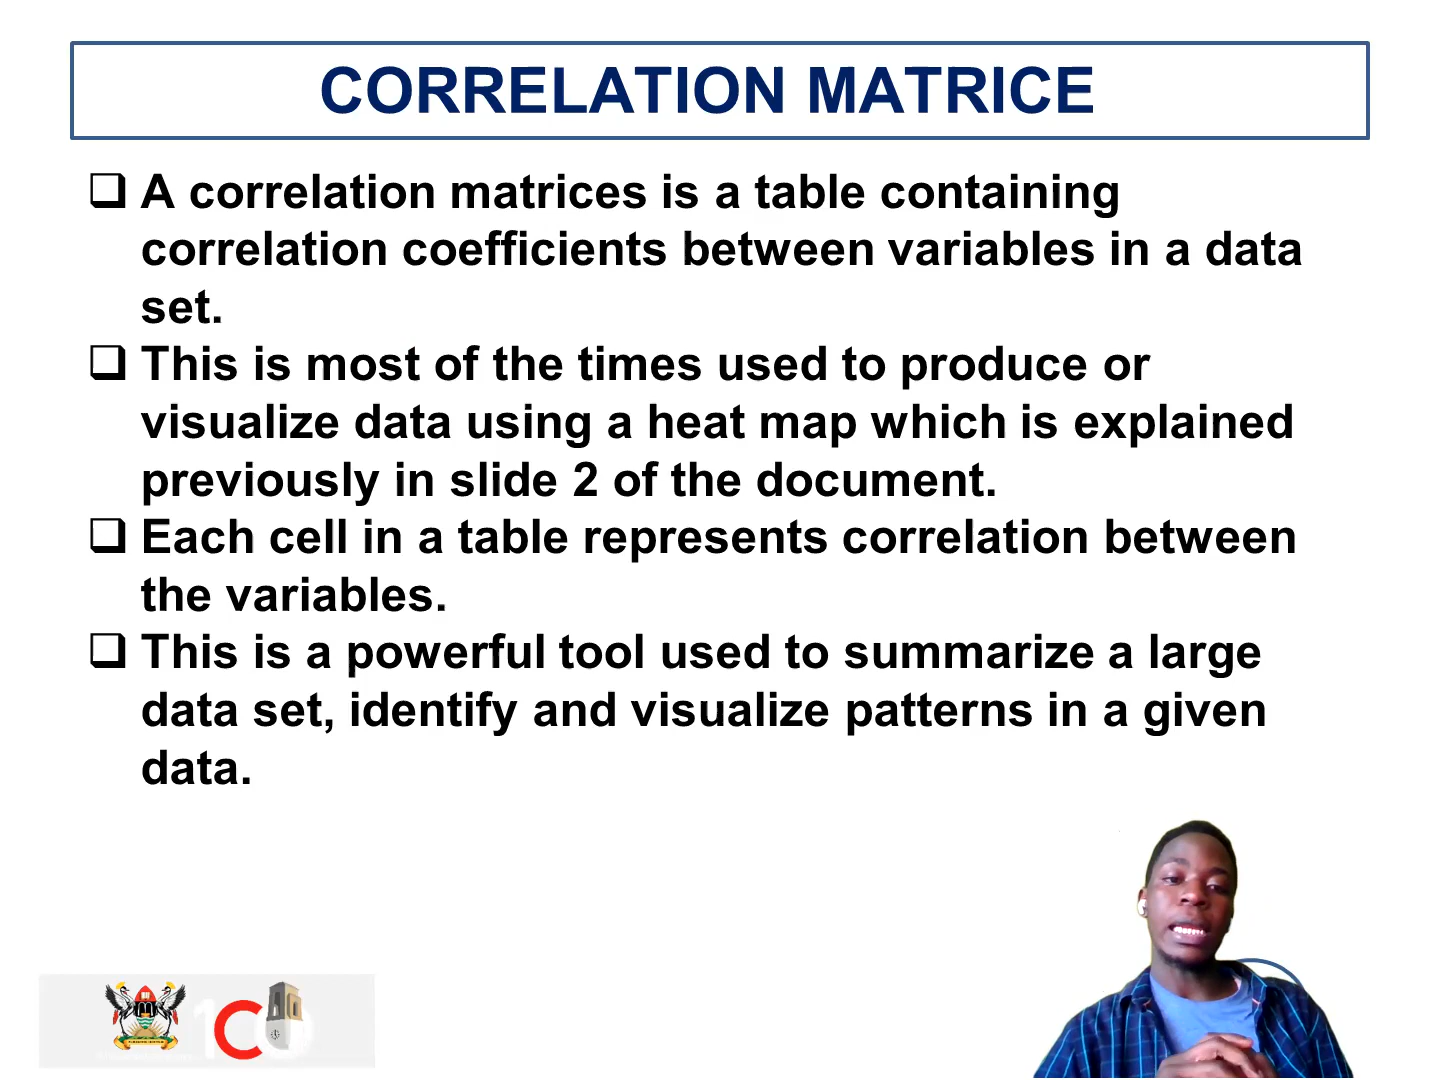 CORRELATION MATRICE
❑ A correlation matrices is a table containing
correlation coefficients between variables in a data
set.
❑ This is most of the times used to produce or
visualize data using a heat map which is explained
previously in slide 2 of the document.
❑ Each cell in a table represents correlation between
the variables.
❑ This is a powerful tool used to summarize a large
data set, identify and visualize patterns in a given
data.
100